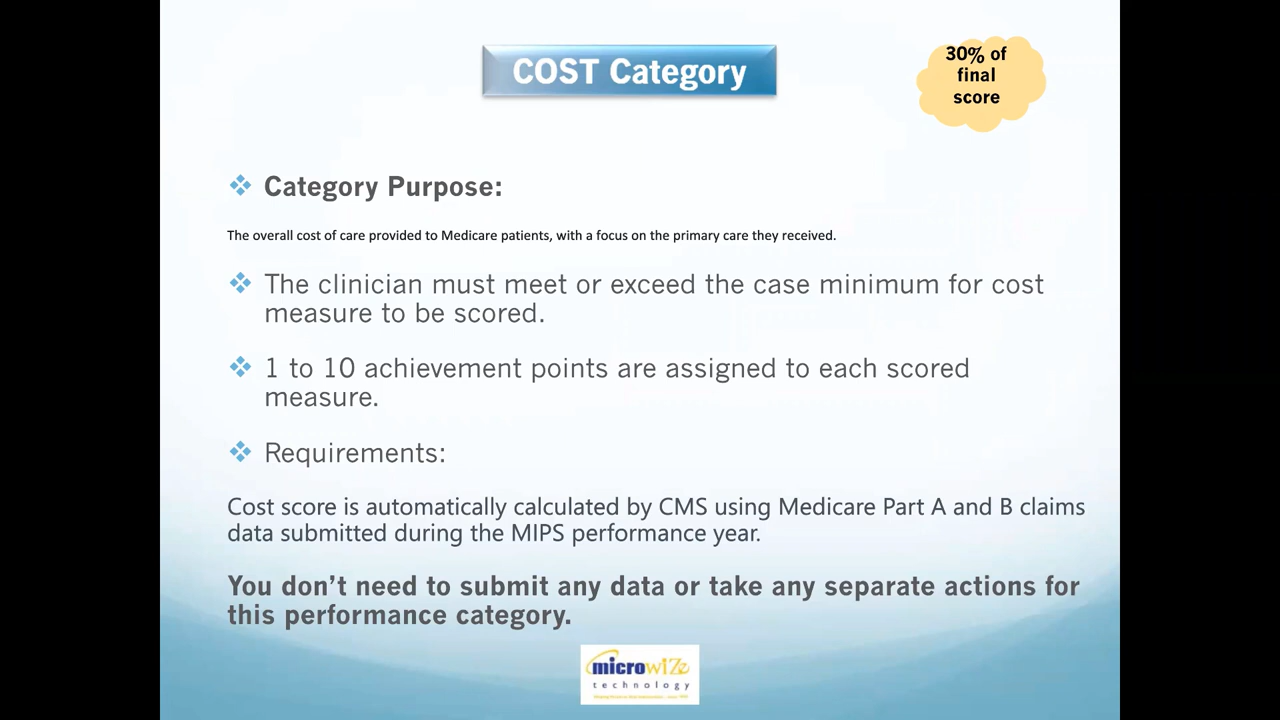 COST Category
30% of
final
score
Category Purpose:
The overall cost of care provided to Medicare patients, with a focus on the primary care they received.
The clinician must meet or exceed the case minimum for cost
measure to be scored.
1 to 10 achievement points are assigned to each scored
measure.
Requirements:
Cost score is automatically calculated by CMS using Medicare Part A and B claims
data submitted during the MIPS performance year.
You don’t need to submit any data or take any separate actions for
this performance category.
microwize
technology